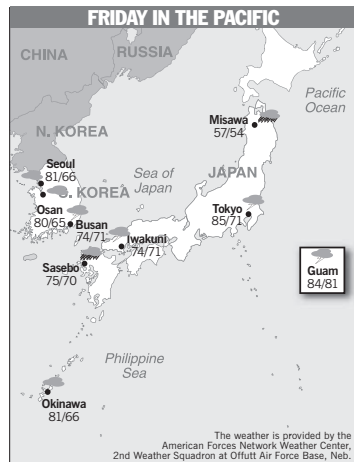 FRIDAY IN THE PACIFIC
CHINA
RUSSIA
Pacific
Ocean
Misawa
57/54
N. KOREA
Seoul
81/66
Sea of
Japan
JAPAN
S. KOREA
Osan
80/65
Busan
74/71
Iwakuni
74/71
Tokyo
85/71
Sasebo
75/70
Guam
84/81
Philippine
Sea
Okinawa
81/66
The weather is provided by the
American Forces Network Weather Center,
2nd Weather Squadron at Offutt Air Force Base, Neb.